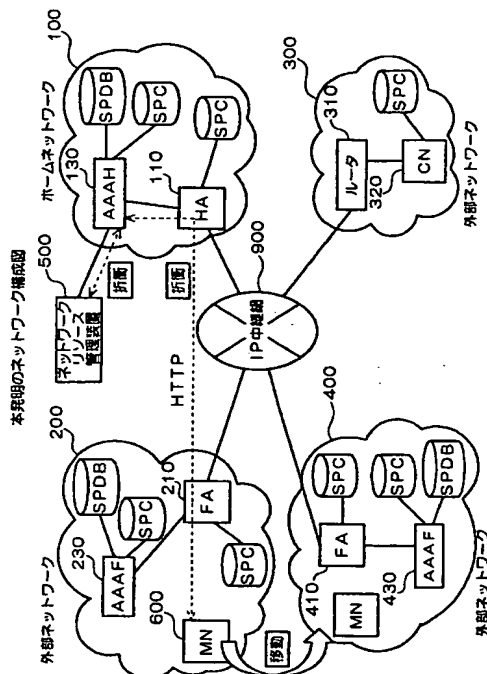 本発明のネットワーク構成図
500
ネットワーク
リソース
管理装置
折衝
折衝
HTTP
ホームネットワーク
100
130
AAAH
SPDB
SPC
110
HA
SPC
外部ネットワーク
200
230
AAAF
SPDB
SPC
210
FA
SPC
600
MN
移動
900
IP中継網
300
310
ルータ
320
CN
SPC
外部ネットワーク
400
410
FA
SPC
MN
430
AAAF
SPC
SPDB
外部ネットワーク